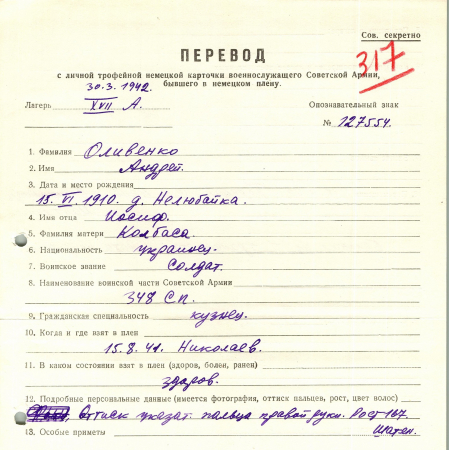 Сов. секретно
317
ПЕРЕВОД
с личной трофейной немецкой карточки военнослужащего Советской Армии,
бывшего в немецком плену.
30.3.1942.
Лагерь XVII А. Опознавательный знак
№ 127554.
1. Фамилия Оливенко
2. Имя Андрей.
3. Дата и место рождения
15.VI.1910. д. Нелюбайка.
4. Имя отца Иосиф.
5. Фамилия матери Колбаса
6. Национальность украинец.
7. Воинское звание Солдат.
8. Наименование воинской части Советской Армии
348 СП.
9. Гражданская специальность кузнец.
10. Когда и где взят в плен
15.8.41. Николаев.
11. В каком состоянии взят в плен (здоров, болен, ранен)
здоров.
12. Подробные персональные данные (имеется фотография, оттиск пальцев, рост, цвет волос)
оттиск указат. пальца правой руки. Рост 167.
13. Особые приметы Шатен.